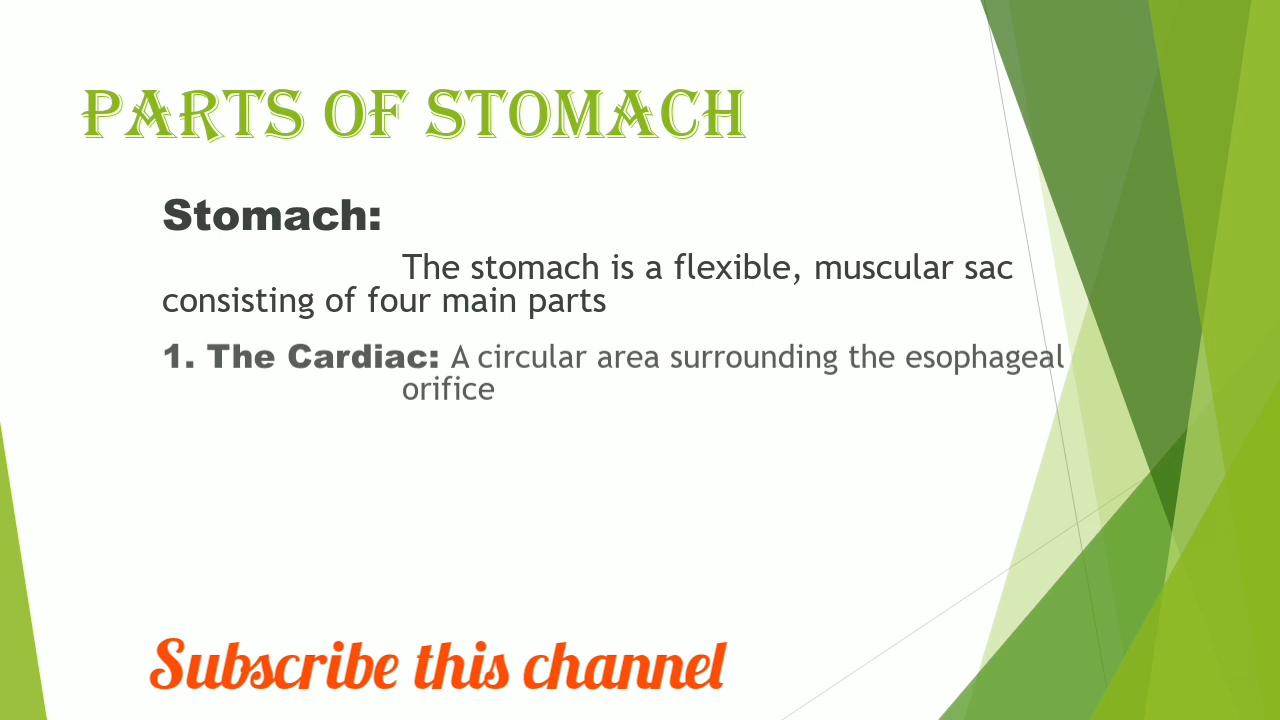 PARTS OF STOMACH
Stomach:
The stomach is a flexible, muscular sac
consisting of four main parts
1. The Cardiac: A circular area surrounding the esophageal
orifice
Subscribe this channel